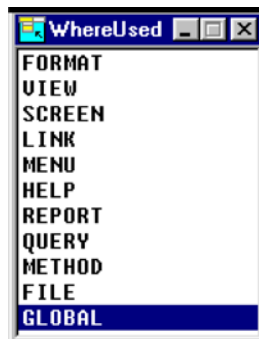 WhereUsed
FORMAT
VIEW
SCREEN
LINK
MENU
HELP
REPORT
QUERY
METHOD
FILE
GLOBAL